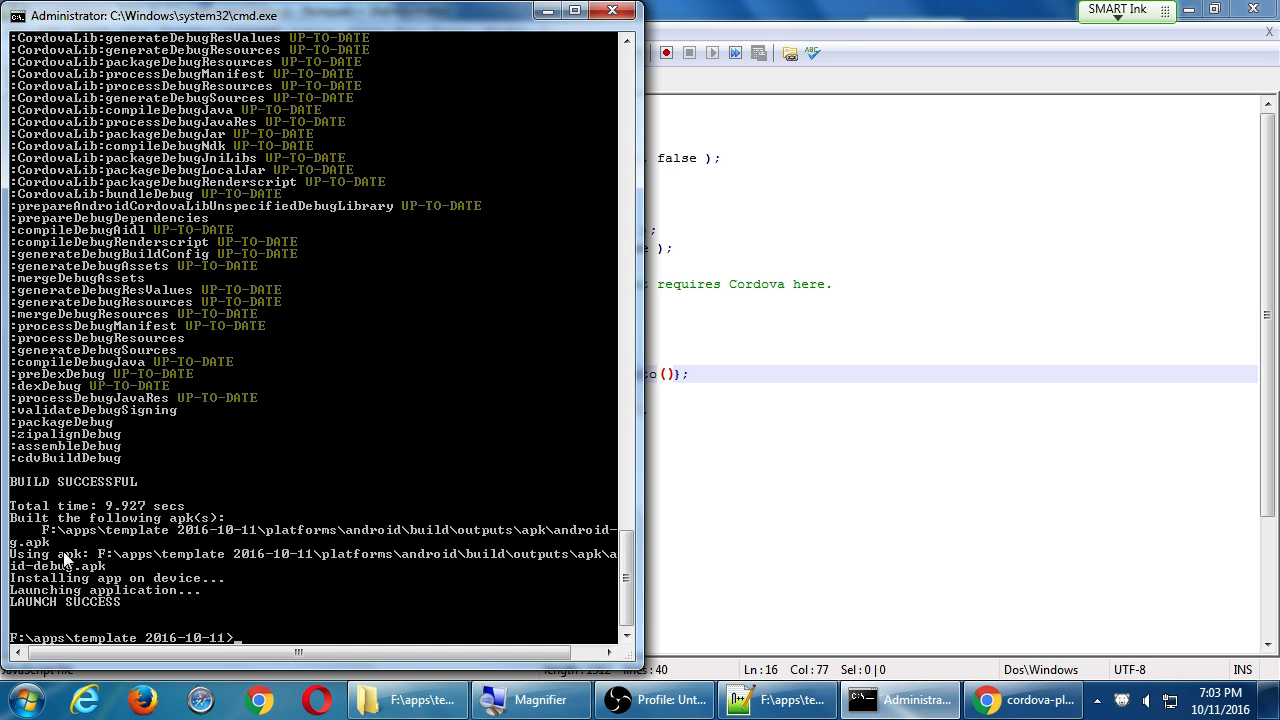 Administrator: C:\Windows\system32\cmd.exe
:CordovaLib:generateDebugResValues UP-TO-DATE
:CordovaLib:generateDebugResources UP-TO-DATE
:CordovaLib:packageDebugResources UP-TO-DATE
:CordovaLib:processDebugManifest UP-TO-DATE
:CordovaLib:processDebugResources UP-TO-DATE
:CordovaLib:generateDebugSources UP-TO-DATE
:CordovaLib:compileDebugJava UP-TO-DATE
:CordovaLib:processDebugJavaRes UP-TO-DATE
:CordovaLib:packageDebugJar UP-TO-DATE
:CordovaLib:compileDebugNdk UP-TO-DATE
:CordovaLib:packageDebugJniLibs UP-TO-DATE
:CordovaLib:packageDebugLocalJar UP-TO-DATE
:CordovaLib:packageDebugRenderscript UP-TO-DATE
:CordovaLib:bundleDebug UP-TO-DATE
:prepareAndroidCordovaLibUnspecifiedDebugLibrary UP-TO-DATE
:prepareDebugDependencies
:compileDebugAidl UP-TO-DATE
:compileDebugRenderscript UP-TO-DATE
:generateDebugBuildConfig UP-TO-DATE
:generateDebugAssets UP-TO-DATE
:mergeDebugAssets
:generateDebugResValues UP-TO-DATE
:generateDebugResources UP-TO-DATE
:mergeDebugResources UP-TO-DATE
:processDebugManifest UP-TO-DATE
:processDebugResources
:generateDebugSources
:compileDebugJava UP-TO-DATE
:preDexDebug UP-TO-DATE
:dexDebug UP-TO-DATE
:processDebugJavaRes UP-TO-DATE
:validateDebugSigning
:packageDebug
:zipalignDebug
:assembleDebug
:cdvBuildDebug
BUILD SUCCESSFUL
Total time: 9.927 secs
Built the following apk(s):
F:\apps\template 2016-10-11\platforms\android\build\outputs\apk\android-
g.apk
Using apk: F:\apps\template 2016-10-11\platforms\android\build\outputs\apk\a
id-debug.apk
Installing app on device...
Launching application...
LAUNCH SUCCESS
F:\apps\template 2016-10-11>_
SMART Ink
ABC
false );
);
e );
t requires Cordova here.
to()};
Ln:16 Col:77 Sel:0|0
Dos\Windows
UTF-8
INS
F:\apps\te...
Magnifier
Profile: Unt...
F:\apps\te...
Administra...
cordova-pl...
7:03 PM
10/11/2016